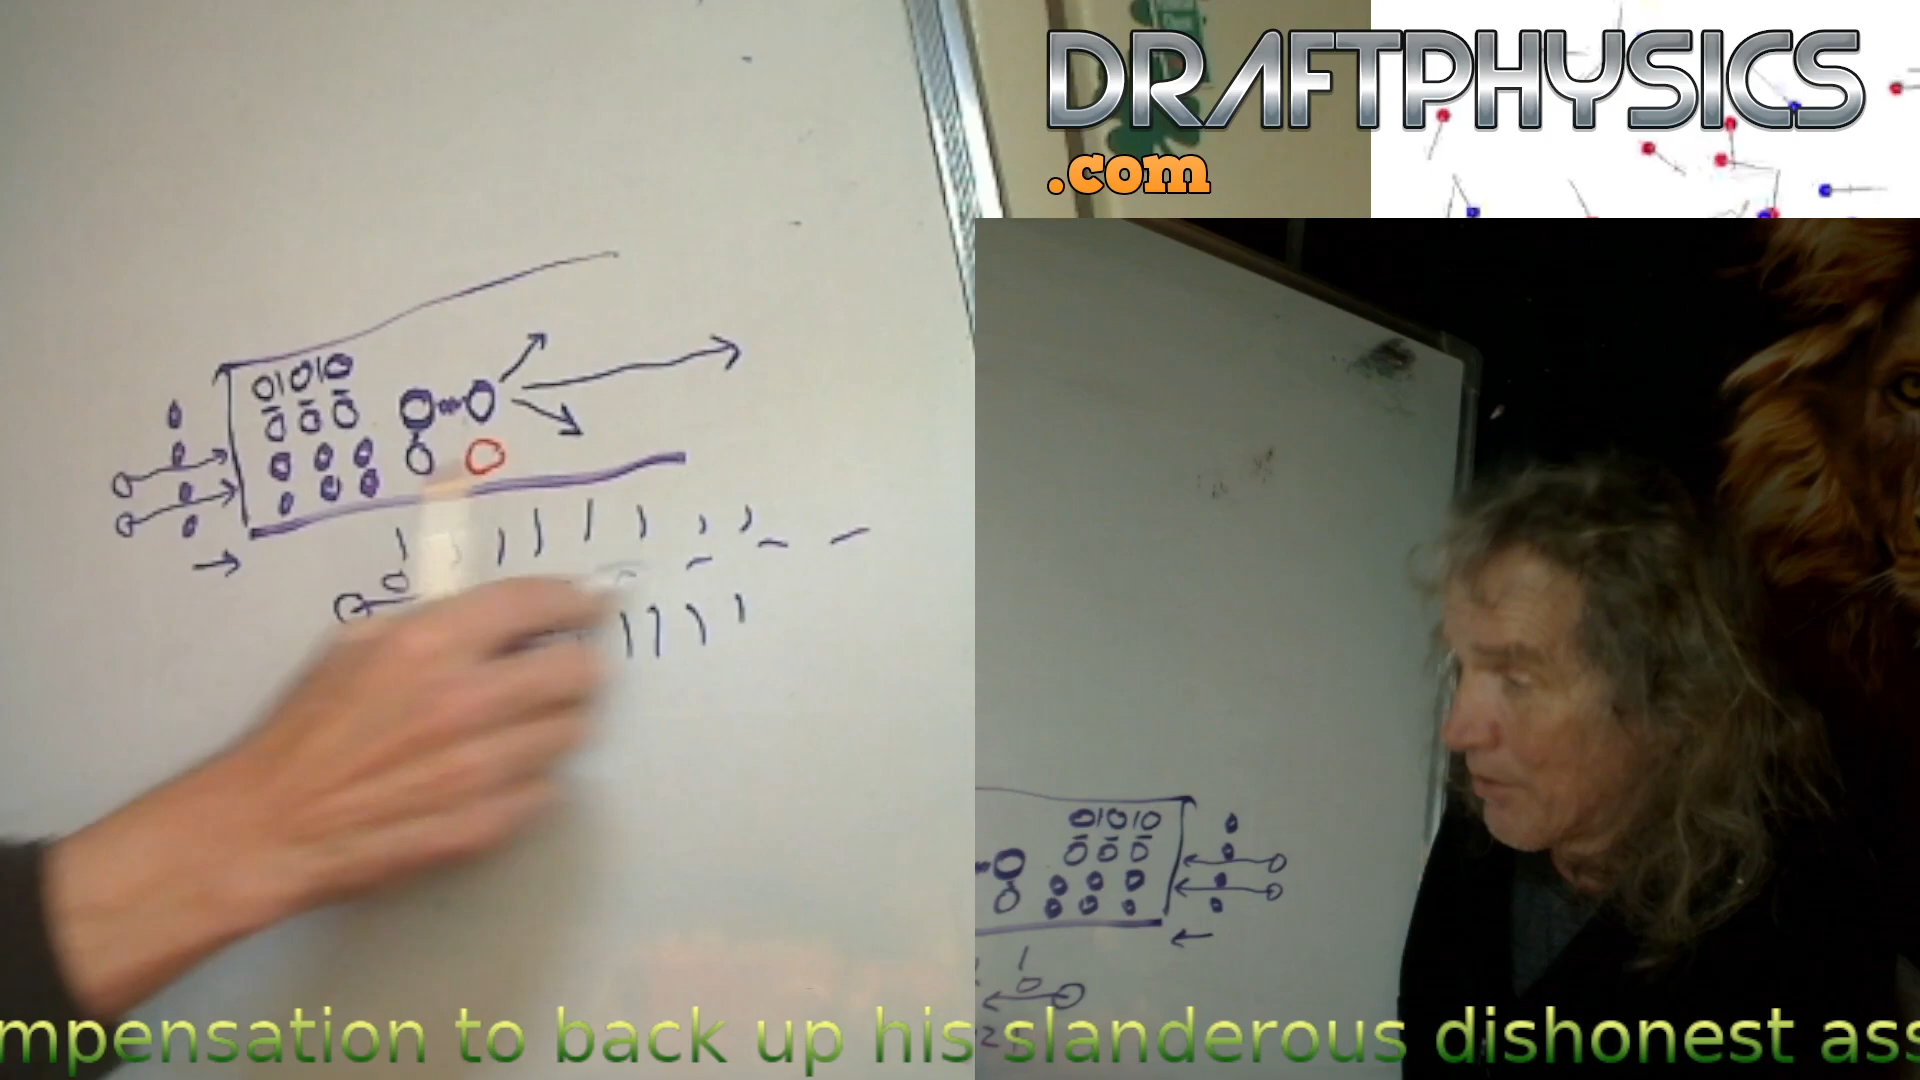 DRAFTPHYSICS
.com
mpensation to back up his slanderous dishonest ass